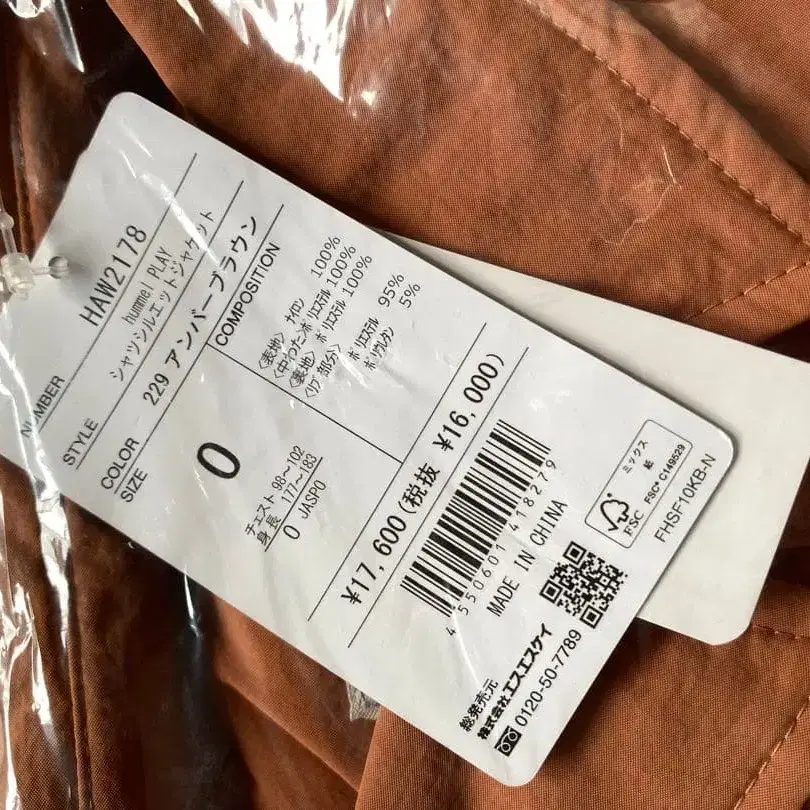 NUMBER HAW2178
STYLE hummel PLAY
シャツシルエットジャケット
COLOR 229 アンバーブラウン
SIZE
0
チェスト 98～102
身長 177～183
0 JASPO
COMPOSITION
<表地> ﾅｲﾛﾝ 100%
<中わた> ﾎﾟﾘｴｽﾃﾙ 100%
<裏地> ﾎﾟﾘｴｽﾃﾙ 100%
<ﾘﾌﾞ部分> ﾎﾟﾘｴｽﾃﾙ 95%
ﾎﾟﾘｳﾚﾀﾝ 5%
¥17,600(税抜 ¥16,000)
4 550601 418279
MADE IN CHINA
ミックス
紙
FSC
FSC® C149529
FHSF10KB-N
総発売元
株式会社エスエスケイ
0120-50-7789